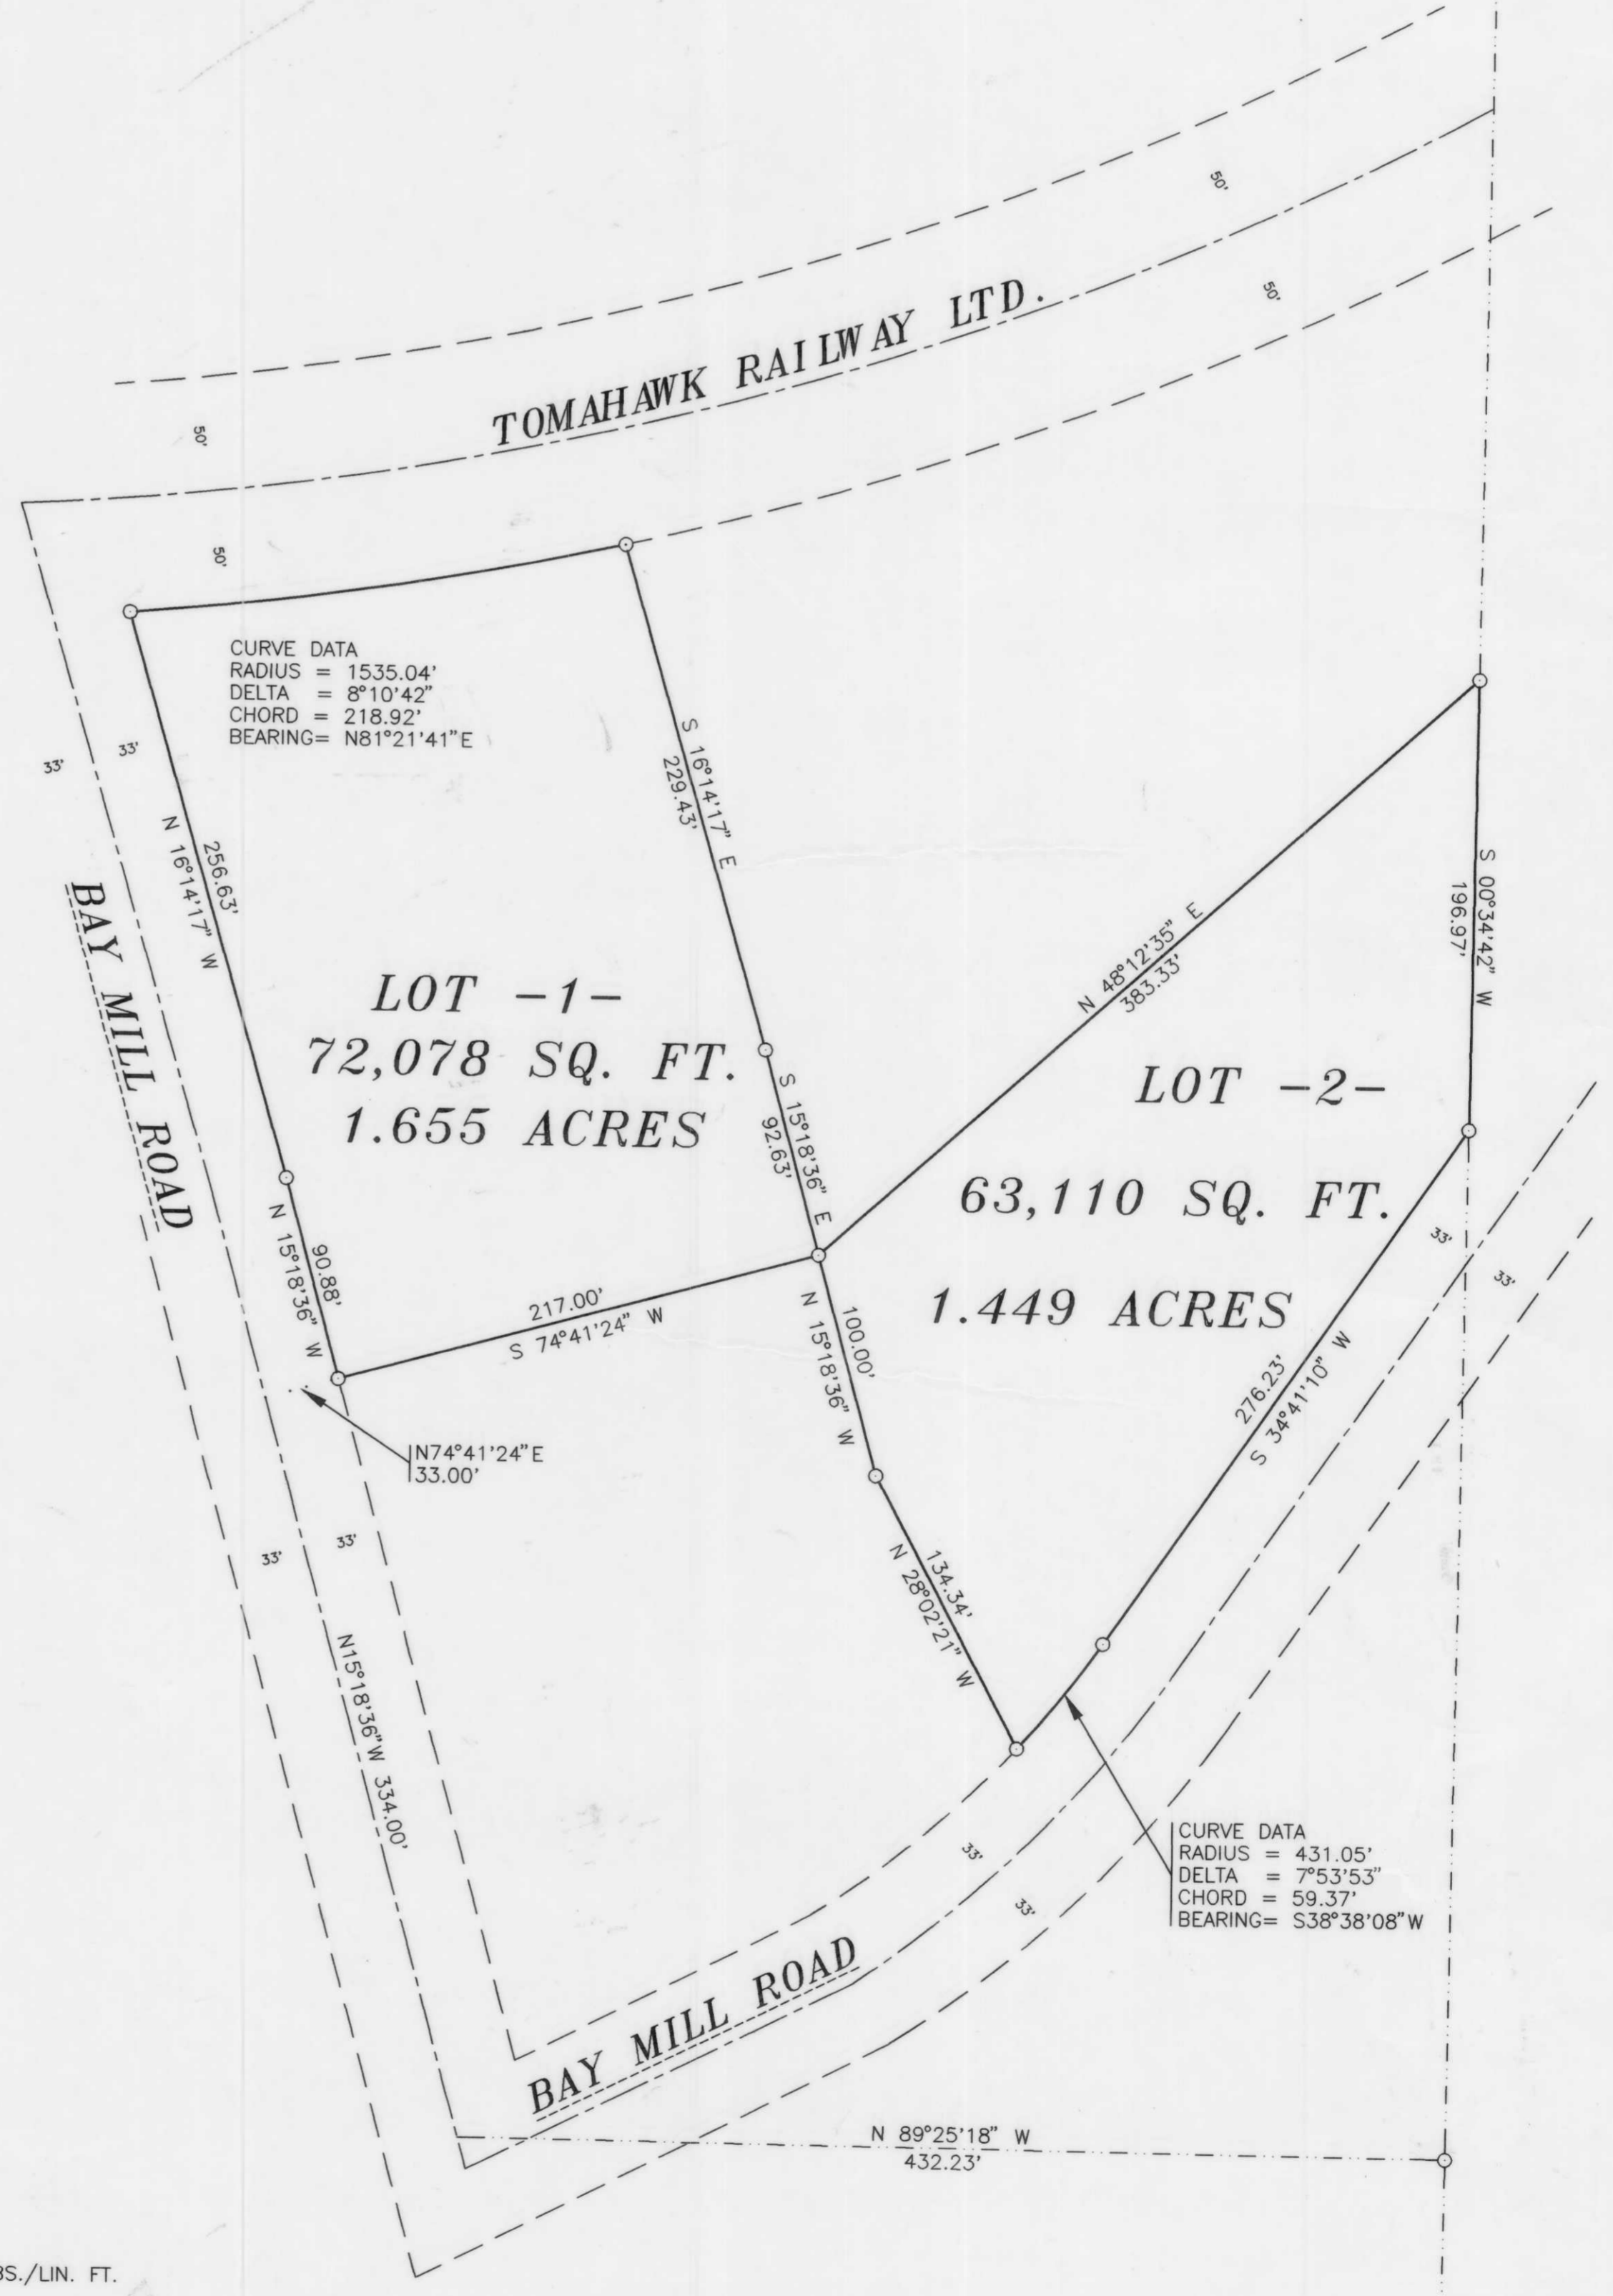 50'
50'
TOMAHAWK RAILWAY LTD.
50'
50'
CURVE DATA
RADIUS = 1535.04'
DELTA = 8°10'42"
CHORD = 218.92'
BEARING= N81°21'41"E
33'
33'
S 16°14'17" E
229.43'
256.63'
N 16°14'17" W
S 00°34'42" W
196.97'
N 48°12'35" E
383.33'
BAY MILL ROAD
LOT -1-
72,078 SQ. FT.
1.655 ACRES
S 15°18'36" E
92.63'
LOT -2-
63,110 SQ. FT.
1.449 ACRES
33'
33'
90.88'
N 15°18'36" W
217.00'
S 74°41'24" W
100.00'
N 15°18'36" W
276.23'
S 34°41'10" W
N74°41'24"E
33.00'
33'
33'
134.34'
N 28°02'21" W
N15°18'36"W 334.00'
CURVE DATA
RADIUS = 431.05'
DELTA = 7°53'53"
CHORD = 59.37'
BEARING= S38°38'08"W
33'
33'
BAY MILL ROAD
N 89°25'18" W
432.23'
BS./LIN. FT.